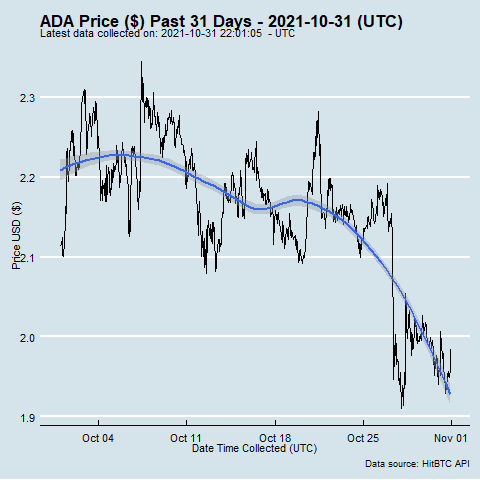 ADA Price ($) Past 31 Days - 2021-10-31 (UTC)
Latest data collected on: 2021-10-31 22:01:05 - UTC
Price USD ($)
2.3
2.2
2.1
2.0
1.9
Oct 04 Oct 11 Oct 18 Oct 25 Nov 01
Date Time Collected (UTC)
Data source: HitBTC API